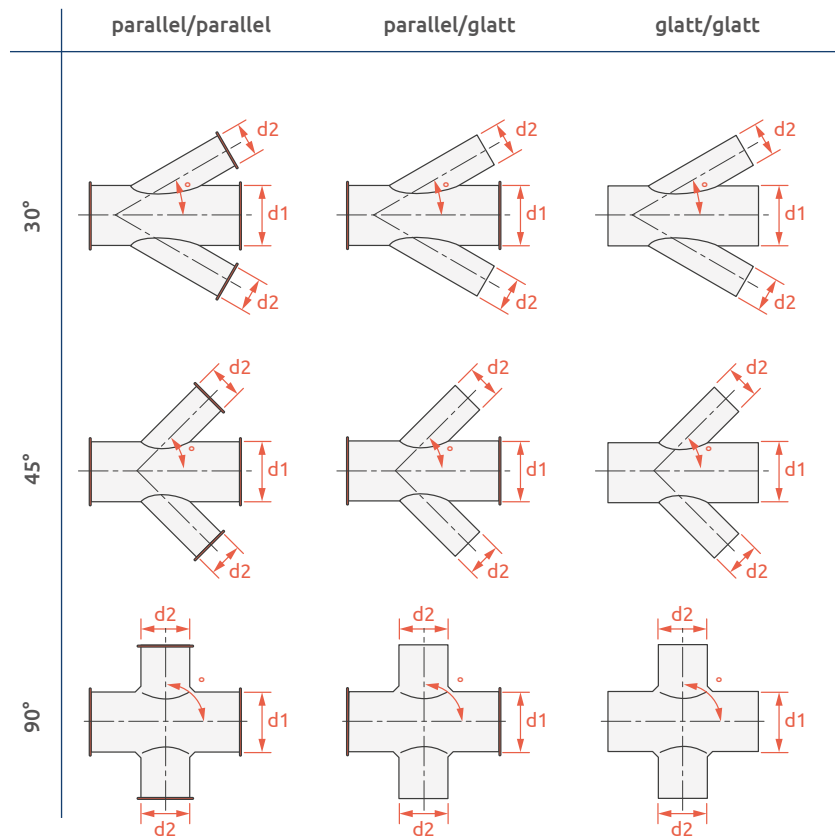 parallel/parallel parallel/glatt glatt/glatt
30°
d2 d2 d2
° ° °
d1 d1 d1
d2 d2 d2
45°
d2 d2 d2
° ° °
d1 d1 d1
d2 d2 d2
90°
d2 d2 d2
° ° °
d1 d1 d1
d2 d2 d2